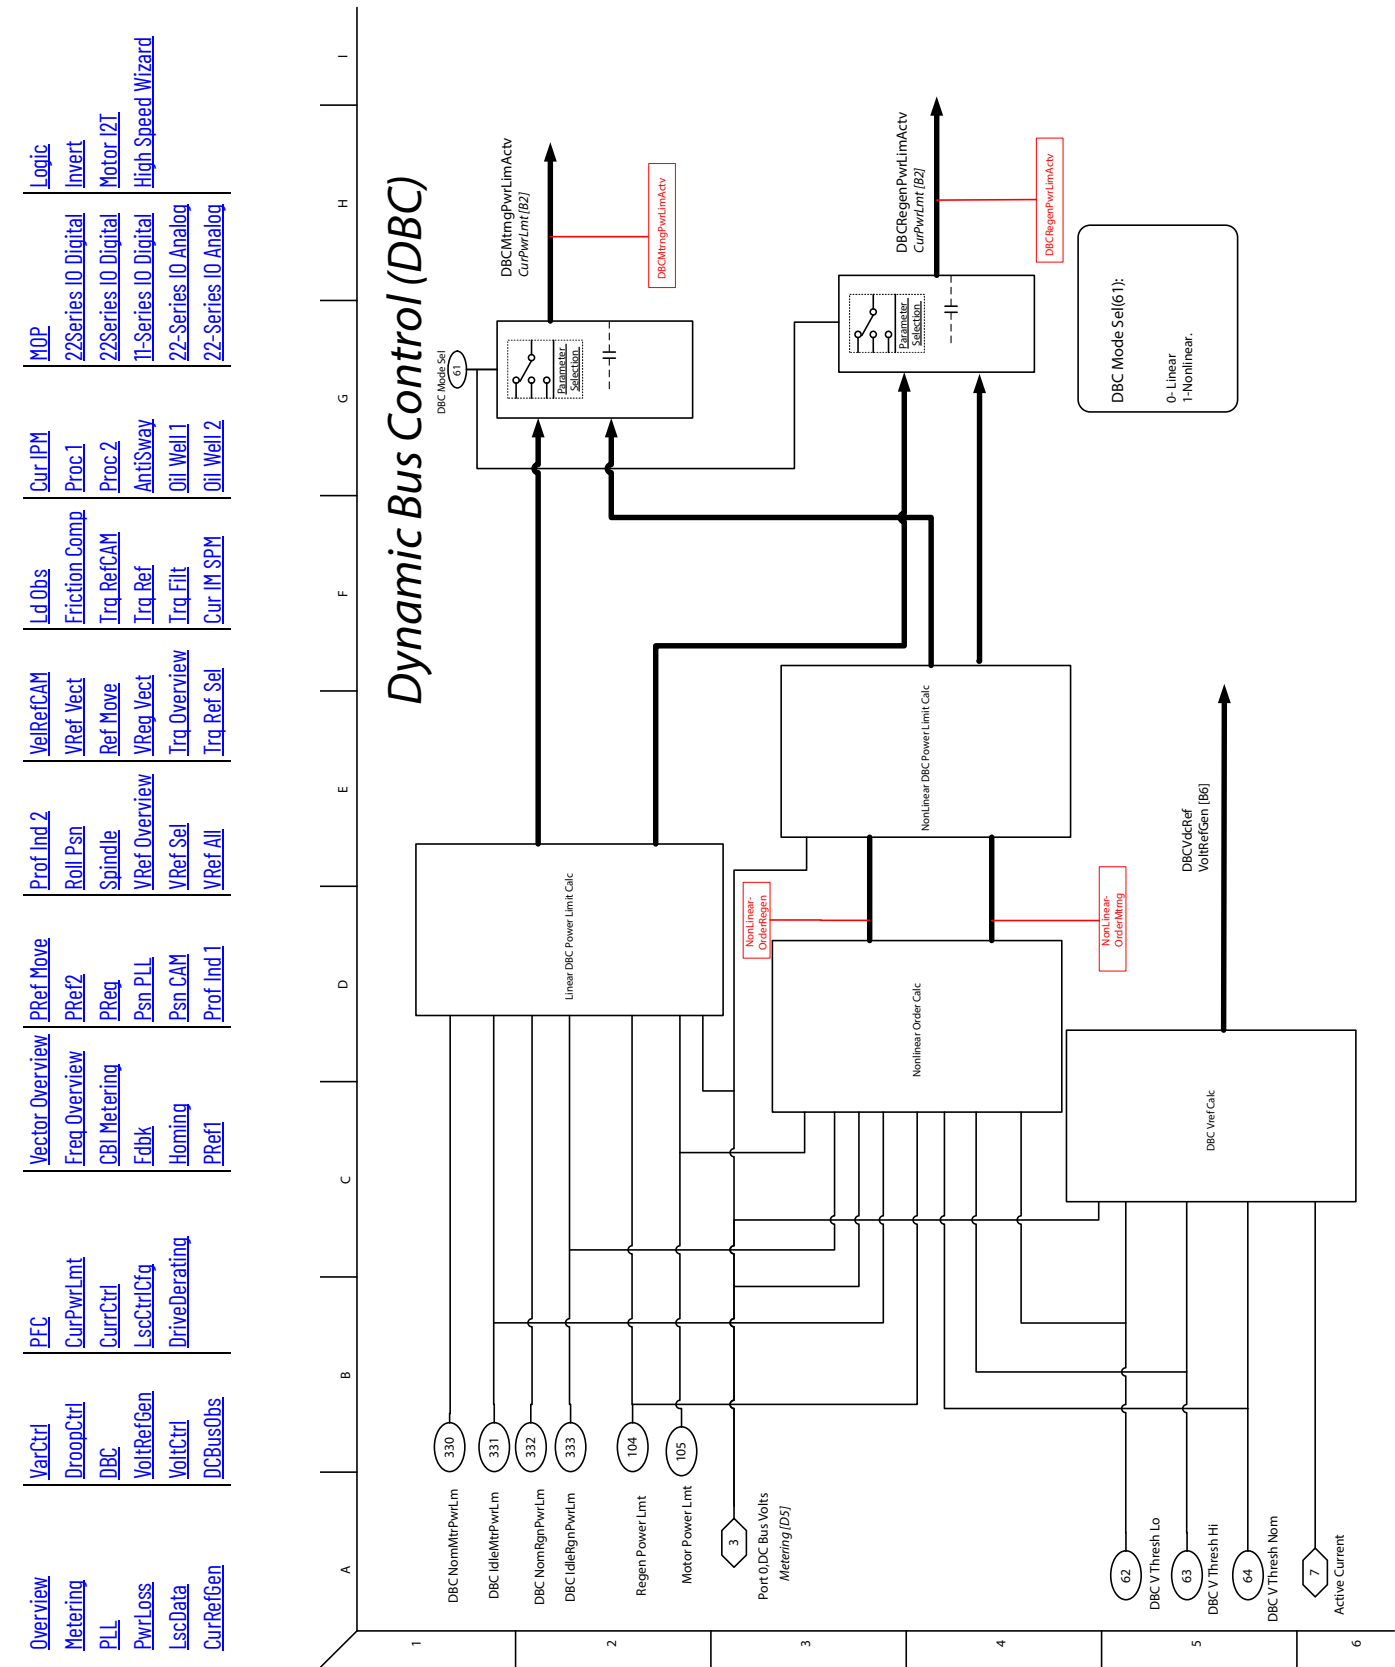 Overview
Metering
PLL
PwrLoss
LscData
CurRefGen
VarCtrl
DroopCtrl
DBC
VoltRefGen
VoltCtrl
DCBusObs
PFC
CurPwrLmt
CurrCtrl
LscCtrlCfg
DriveDerating
Vector Overview
Freq Overview
CBI Metering
Fdbk
Homing
PRef1
PRef Move
PRef2
PReg
Psn PLL
Psn CAM
Prof Ind 1
Prof Ind 2
Roll Psn
Spindle
VRef Overview
VRef Sel
VRef All
VelRefCAM
VRef Vect
Ref Move
VReg Vect
Trq Overview
Trq Ref Sel
Ld Obs
Friction Comp
Trq RefCAM
Trq Ref
Trq Filt
Cur IM SPM
Cur IPM
Proc 1
Proc 2
AntiSway
Oil Well 1
Oil Well 2
MOP
22Series IO Digital
22Series IO Digital
11-Series IO Digital
22-Series IO Analog
22-Series IO Analog
Logic
Invert
Motor I2T
High Speed Wizard
A
B
C
D
E
F
G
H
I
Dynamic Bus Control (DBC)
1
2
3
4
5
6
DBC NomMtrPwrLm
330
DBC IdleMtrPwrLm
331
DBC NomRgnPwrLm
332
DBC IdleRgnPwrLm
333
Regen Power Lmt
104
Motor Power Lmt
105
3
Port 0,DC Bus Volts
Metering [D5]
62
DBC V Thresh Lo
63
DBC V Thresh Hi
64
DBC V Thresh Nom
7
Active Current
Linear DBC Power Limit Calc
Nonlinear Order Calc
NonLinear-
OrderRegen
NonLinear-
OrderMtrng
NonLinear DBC Power Limit Calc
DBC Vref Calc
DBCVdcRef
VoltRefGen [B6]
DBC Mode Sel
61
Parameter
Selection
DBCMtrngPwrLimActv
CurPwrLmt [B2]
DBCMtrngPwrLimActv
Parameter
Selection
DBCRegenPwrLimActv
CurPwrLmt [B2]
DBCRegenPwrLimActv
DBC Mode Sel(61):
0- Linear
1-Nonlinear.